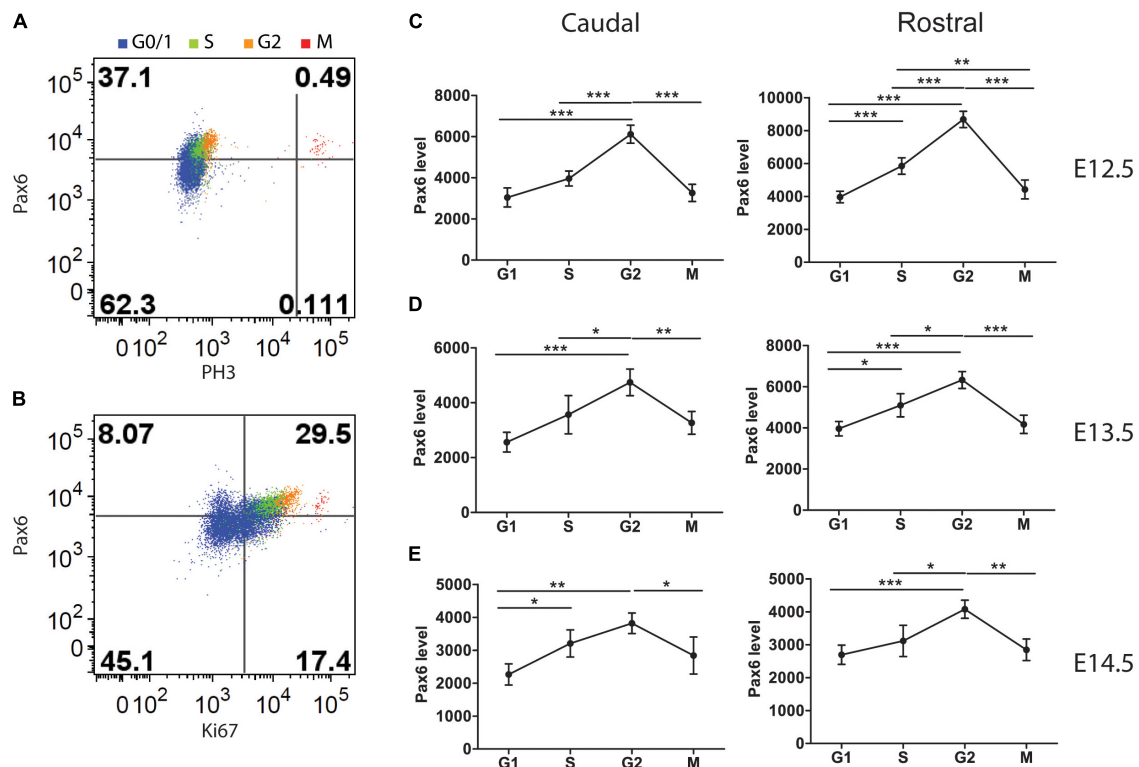 A
G0/1 S G2 M
37.1 0.49
10^5
10^4
10^3
10^2
0
Pax6
62.3 0.111
0 10^2 10^3 10^4 10^5
PH3
B
8.07 29.5
10^5
10^4
10^3
10^2
0
Pax6
45.1 17.4
0 10^2 10^3 10^4 10^5
Ki67
Caudal Rostral
C
*** ***
***
8000
6000
4000
2000
0
Pax6 level
G1 S G2 M
**
*** ***
***
***
10000
8000
6000
4000
2000
0
Pax6 level
G1 S G2 M
E12.5
D
* **
***
6000
4000
2000
0
Pax6 level
G1 S G2 M
* ***
***
*
8000
6000
4000
2000
0
Pax6 level
G1 S G2 M
E13.5
E
** *
*
5000
4000
3000
2000
1000
0
Pax6 level
G1 S G2 M
* **
***
5000
4000
3000
2000
1000
0
Pax6 level
G1 S G2 M
E14.5